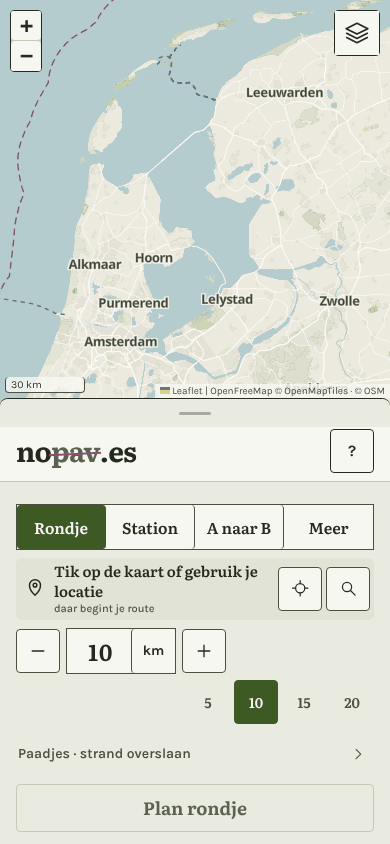 +
−
Leeuwarden
Alkmaar
Hoorn
Purmerend
Lelystad
Zwolle
Amsterdam
30 km
Leaflet | OpenFreeMap © OpenMapTiles · © OSM
nopav.es
?
Rondje
Station
A naar B
Meer
Tik op de kaart of gebruik je
locatie
daar begint je route
− 10 km +
5 10 15 20
Paadjes · strand overslaan
Plan rondje